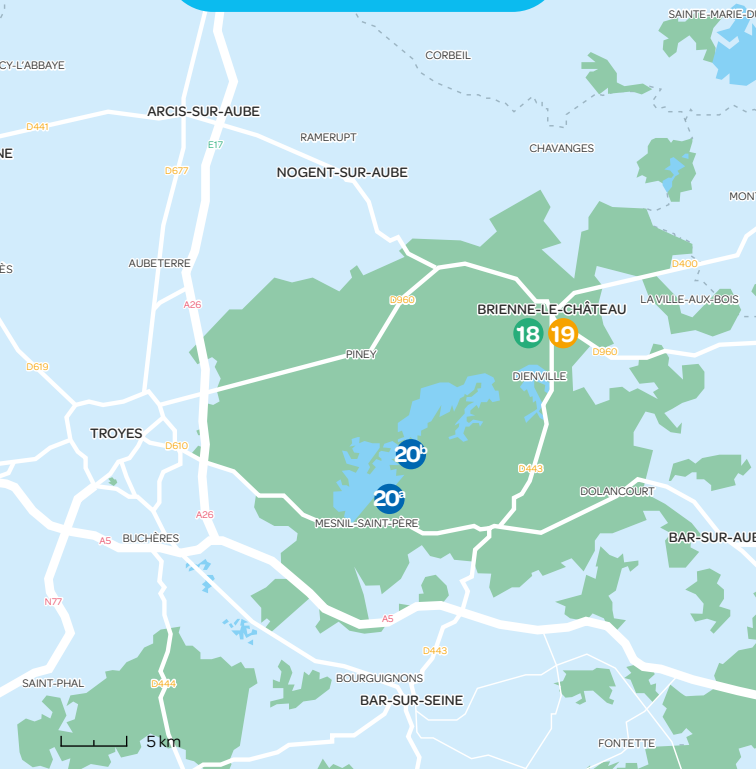 SAINTE-MARIE-DU
CORBEIL
CY-L'ABBAYE
ARCIS-SUR-AUBE
D441
RAMERUPT
E17
CHAVANGES
NE
D677
NOGENT-SUR-AUBE
MON
AUBETERRE
D400
ÈS
A26
D960
LA VILLE-AUX-BOIS
BRIENNE-LE-CHÂTEAU
18
19
PINEY
D960
D619
DIENVILLE
TROYES
D610
20b
D443
20a
DOLANCOURT
A26
MESNIL-SAINT-PÈRE
A5
BUCHÈRES
BAR-SUR-AUB
N77
A5
D443
SAINT-PHAL
D444
BOURGUIGNONS
BAR-SUR-SEINE
5 km
FONTETTE